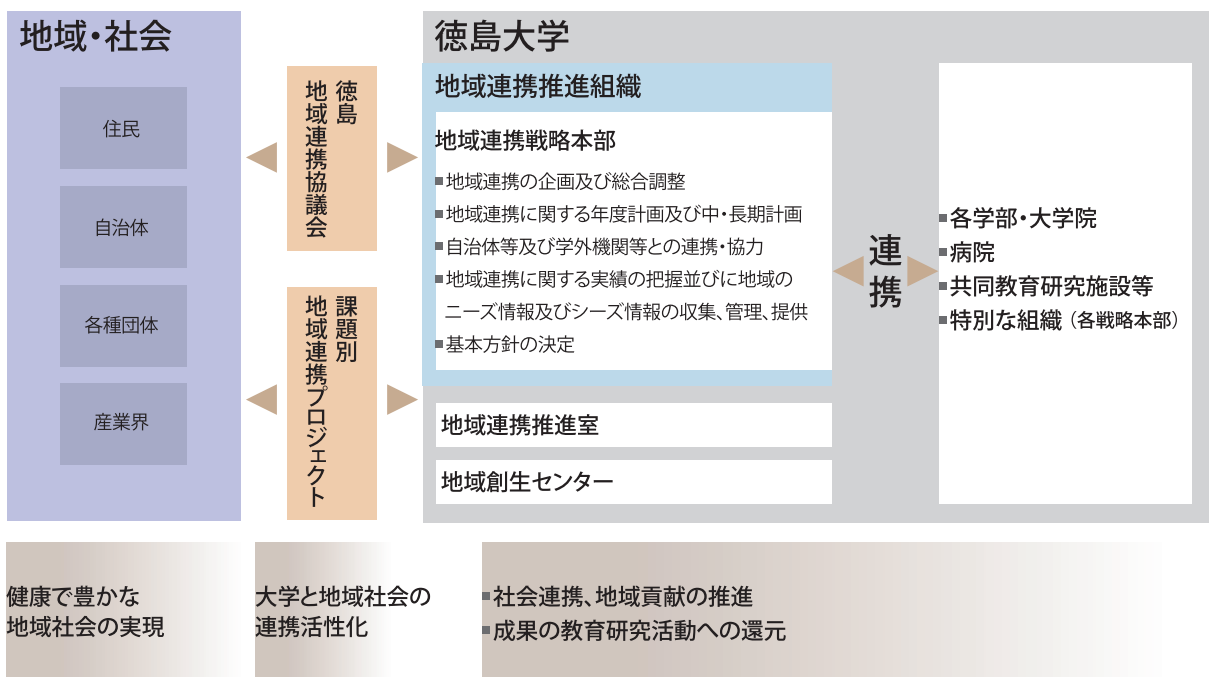 地域・社会
住民
自治体
各種団体
産業界
徳島
地域連携協議会
課題別
地域連携プロジェクト
徳島大学
地域連携推進組織
地域連携戦略本部
■地域連携の企画及び総合調整
■地域連携に関する年度計画及び中・長期計画
■自治体等及び学外機関等との連携・協力
■地域連携に関する実績の把握並びに地域の
ニーズ情報及びシーズ情報の収集、管理、提供
■基本方針の決定
地域連携推進室
地域創生センター
連携
■各学部・大学院
■病院
■共同教育研究施設等
■特別な組織（各戦略本部）
健康で豊かな
地域社会の実現
大学と地域社会の
連携活性化
■社会連携、地域貢献の推進
■成果の教育研究活動への還元